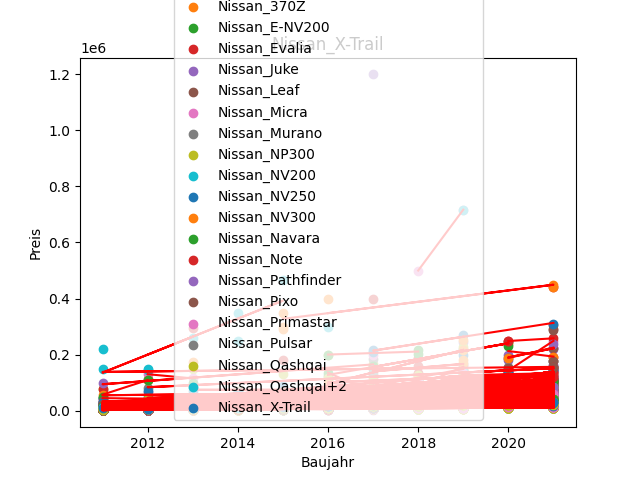 Nissan_370Z
Nissan_E-NV200
Nissan_Evalia
Nissan_X-Trail
Nissan_Juke
Nissan_Leaf
Nissan_Micra
Nissan_Murano
Nissan_NP300
Nissan_NV200
Nissan_NV250
Nissan_NV300
Nissan_Navara
Nissan_Note
Nissan_Pathfinder
Nissan_Pixo
Nissan_Primastar
Nissan_Pulsar
Nissan_Qashqai
Nissan_Qashqai+2
Nissan_X-Trail
1e6
1.2
1.0
0.8
0.6
0.4
0.2
0.0
Preis
2012 2014 2016 2018 2020
Baujahr